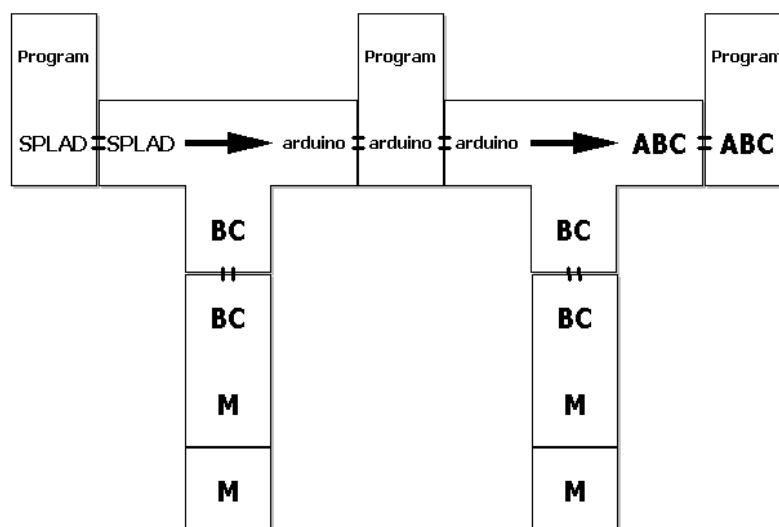 Program Program Program
SPLAD SPLAD arduino arduino arduino ABC ABC
BC BC
BC BC
M M
M M